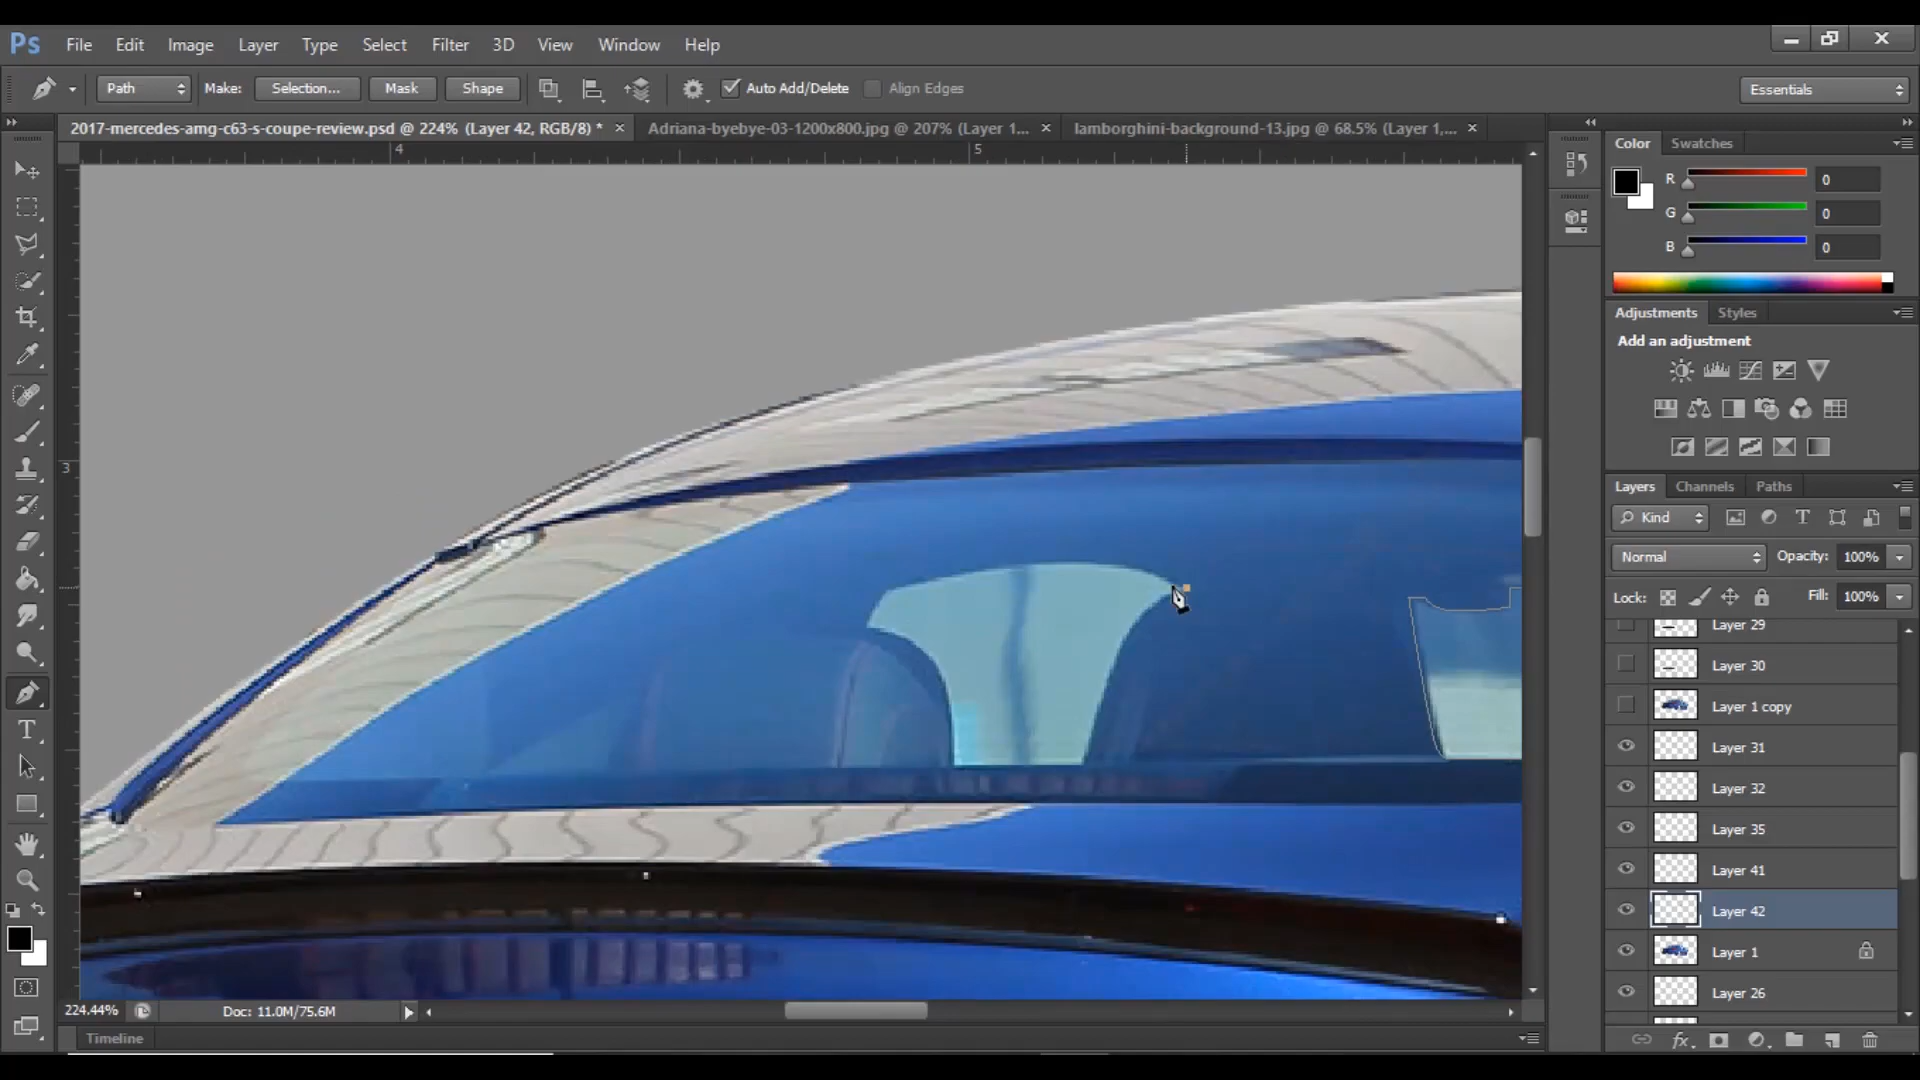 Ps File Edit Image Layer Type Select Filter 3D View Window Help
Path Make: Selection... Mask Shape Auto Add/Delete Align Edges Essentials
2017-mercedes-amg-c63-s-coupe-review.psd @ 224% (Layer 42, RGB/8) * × Adriana-byebye-03-1200x800.jpg @ 207% (Layer 1... × lamborghini-background-13.jpg @ 68.5% (Layer 1,... ×
4 5
3
Color Swatches
R 0
G 0
B 0
Adjustments Styles
Add an adjustment
Layers Channels Paths
Kind
Normal Opacity: 100%
Lock: Fill: 100%
Layer 29
Layer 30
Layer 1 copy
Layer 31
Layer 32
Layer 35
Layer 41
Layer 42
Layer 1
Layer 26
fx
224.44% Doc: 11.0M/75.6M
Timeline